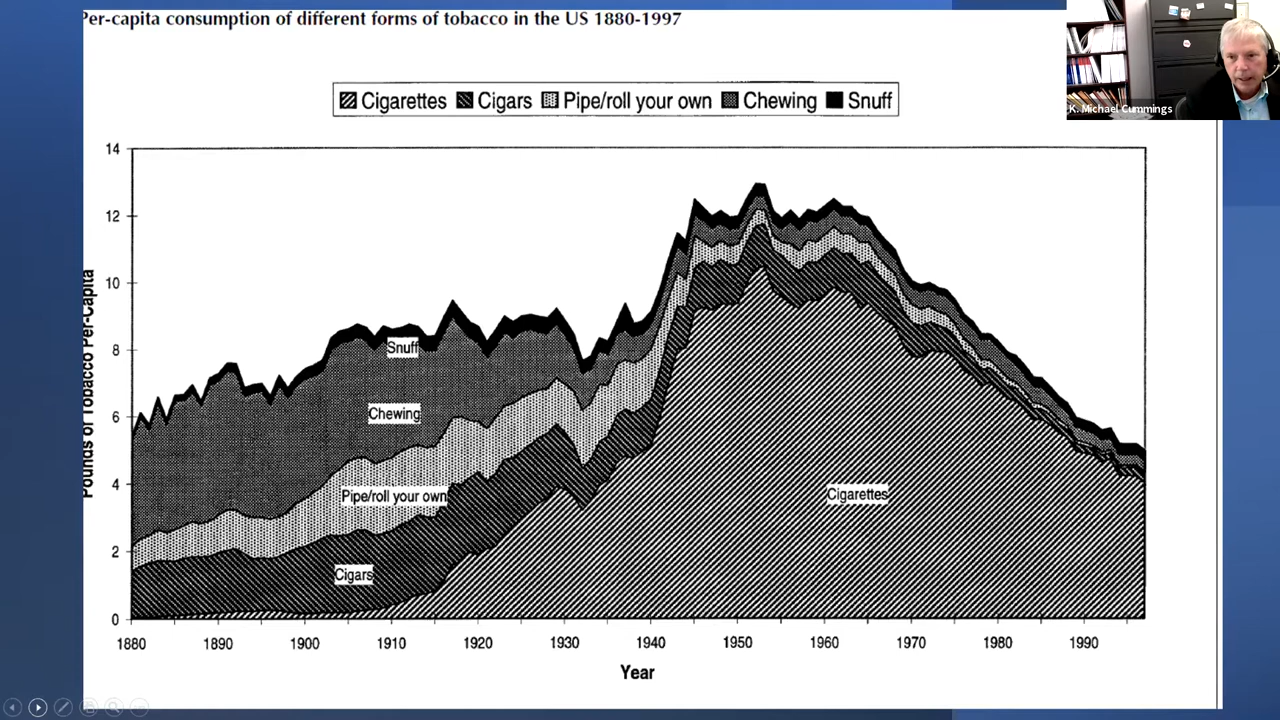 Per-capita consumption of different forms of tobacco in the US 1880-1997
K. Michael Cummings
Cigarettes Cigars Pipe/roll your own Chewing Snuff
Pounds of Tobacco Per-Capita
14
12
10
8
6
4
2
0
Snuff
Chewing
Pipe/roll your own
Cigarettes
Cigars
1880 1890 1900 1910 1920 1930 1940 1950 1960 1970 1980 1990
Year